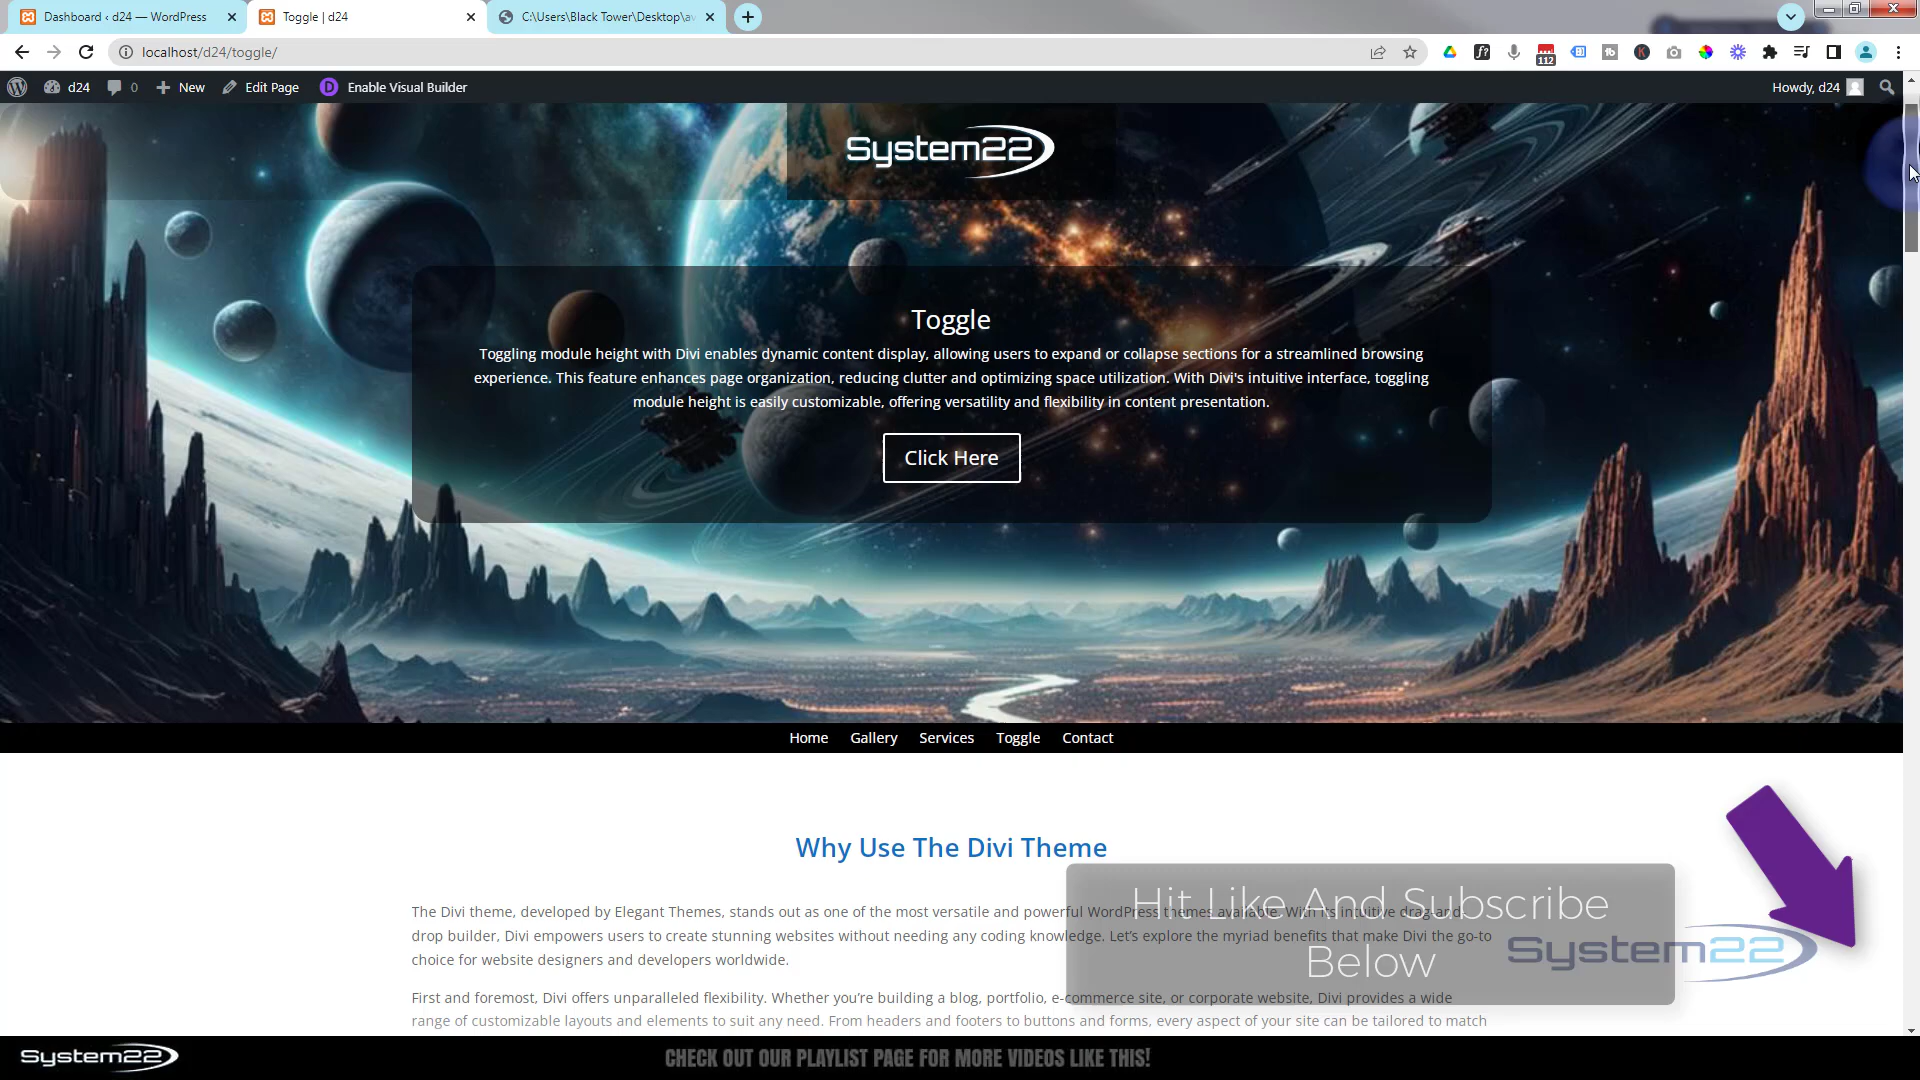 Dashboard ‹ d24 — WordPress
Toggle | d24
C:\Users\Black Tower\Desktop\av
localhost/d24/toggle/
112
d24
0
New
Edit Page
Enable Visual Builder
Howdy, d24
System22
Toggle
Toggling module height with Divi enables dynamic content display, allowing users to expand or collapse sections for a streamlined browsing
experience. This feature enhances page organization, reducing clutter and optimizing space utilization. With Divi's intuitive interface, toggling
module height is easily customizable, offering versatility and flexibility in content presentation.
Click Here
Home Gallery Services Toggle Contact
Why Use The Divi Theme
The Divi theme, developed by Elegant Themes, stands out as one of the most versatile and powerful WordPress themes available. With its intuitive drag-and-
drop builder, Divi empowers users to create stunning websites without needing any coding knowledge. Let's explore the myriad benefits that make Divi the go-to
choice for website designers and developers worldwide.
First and foremost, Divi offers unparalleled flexibility. Whether you're building a blog, portfolio, e-commerce site, or corporate website, Divi provides a wide
range of customizable layouts and elements to suit any need. From headers and footers to buttons and forms, every aspect of your site can be tailored to match
Hit Like And Subscribe
Below
System22
System22
CHECK OUT OUR PLAYLIST PAGE FOR MORE VIDEOS LIKE THIS!